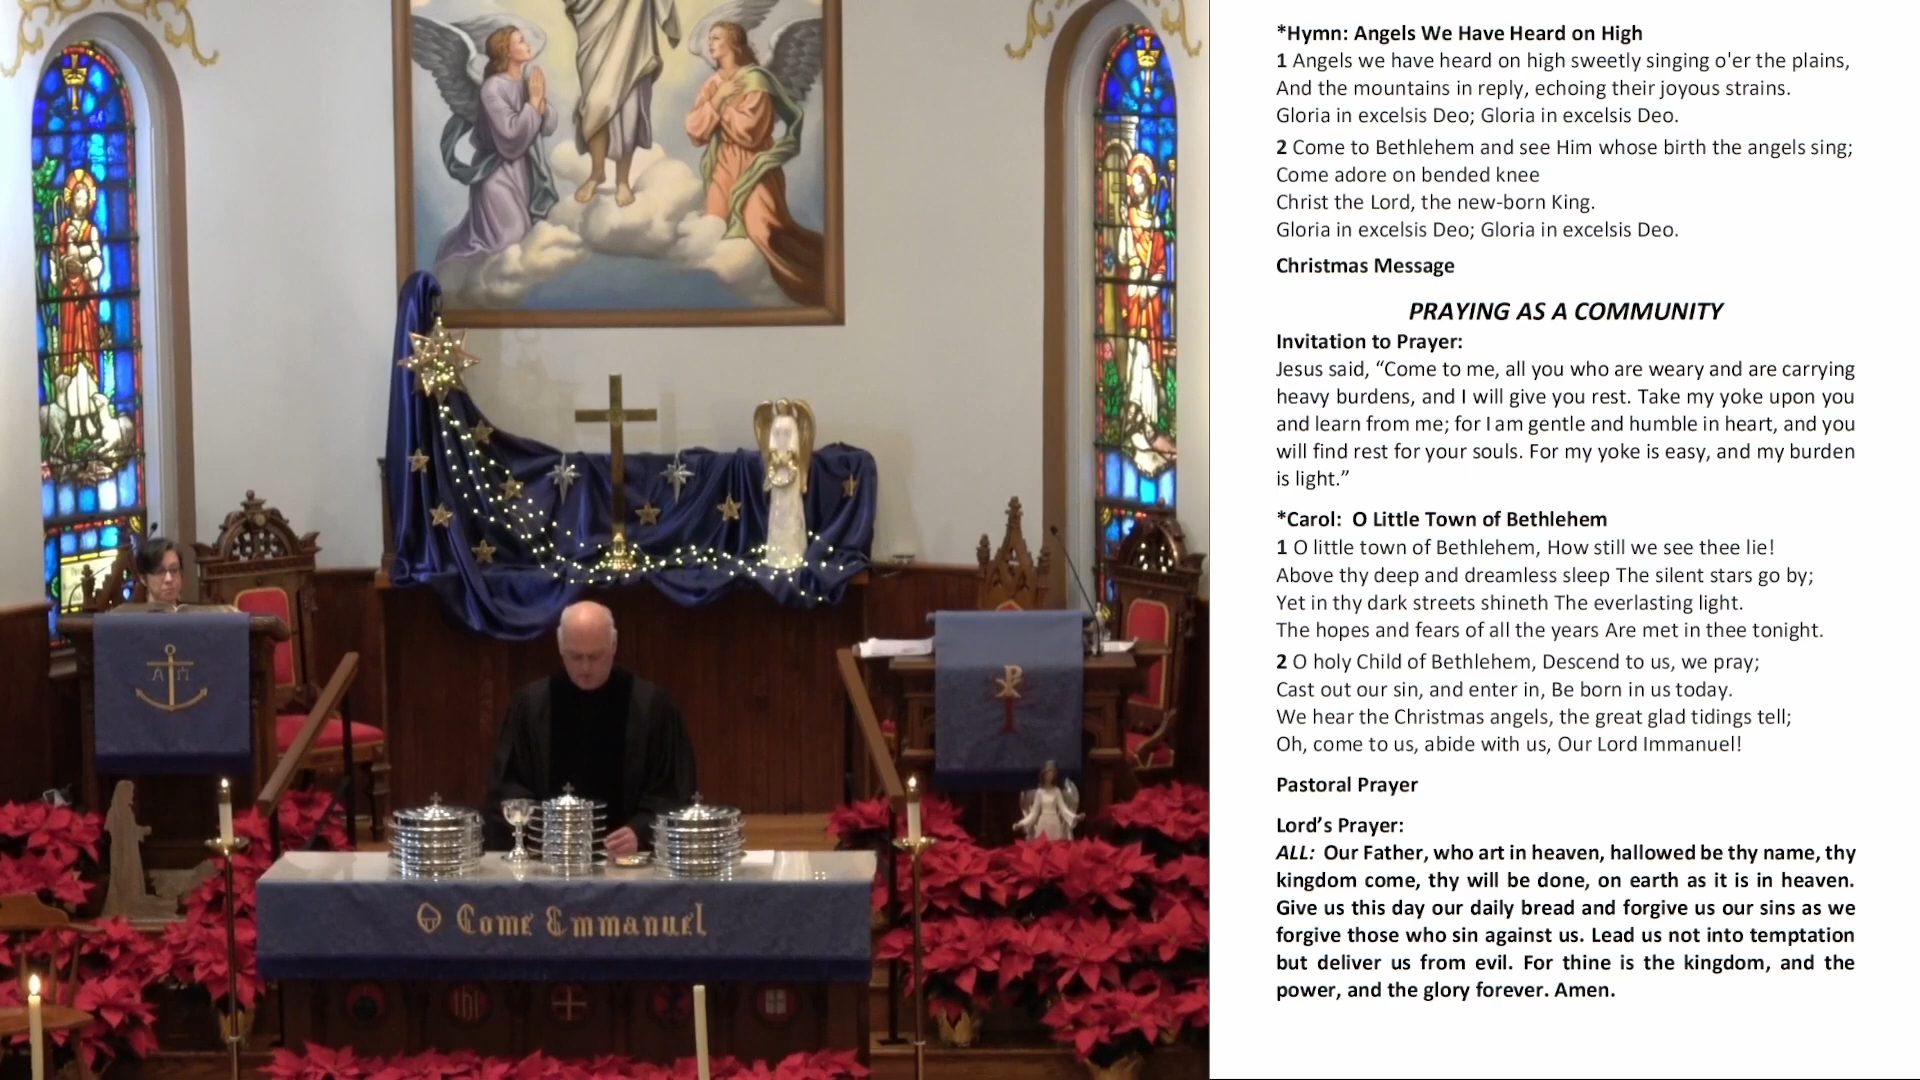 *Hymn: Angels We Have Heard on High
1 Angels we have heard on high sweetly singing o'er the plains,
And the mountains in reply, echoing their joyous strains.
Gloria in excelsis Deo; Gloria in excelsis Deo.
2 Come to Bethlehem and see Him whose birth the angels sing;
Come adore on bended knee
Christ the Lord, the new-born King.
Gloria in excelsis Deo; Gloria in excelsis Deo.
Christmas Message
PRAYING AS A COMMUNITY
Invitation to Prayer:
Jesus said, “Come to me, all you who are weary and are carrying
heavy burdens, and I will give you rest. Take my yoke upon you
and learn from me; for I am gentle and humble in heart, and you
will find rest for your souls. For my yoke is easy, and my burden
is light.”
*Carol: O Little Town of Bethlehem
1 O little town of Bethlehem, How still we see thee lie!
Above thy deep and dreamless sleep The silent stars go by;
Yet in thy dark streets shineth The everlasting light.
The hopes and fears of all the years Are met in thee tonight.
2 O holy Child of Bethlehem, Descend to us, we pray;
Cast out our sin, and enter in, Be born in us today.
We hear the Christmas angels, the great glad tidings tell;
Oh, come to us, abide with us, Our Lord Immanuel!
Pastoral Prayer
Lord’s Prayer:
ALL: Our Father, who art in heaven, hallowed be thy name, thy
kingdom come, thy will be done, on earth as it is in heaven.
Give us this day our daily bread and forgive us our sins as we
forgive those who sin against us. Lead us not into temptation
but deliver us from evil. For thine is the kingdom, and the
power, and the glory forever. Amen.
O Come Emmanuel